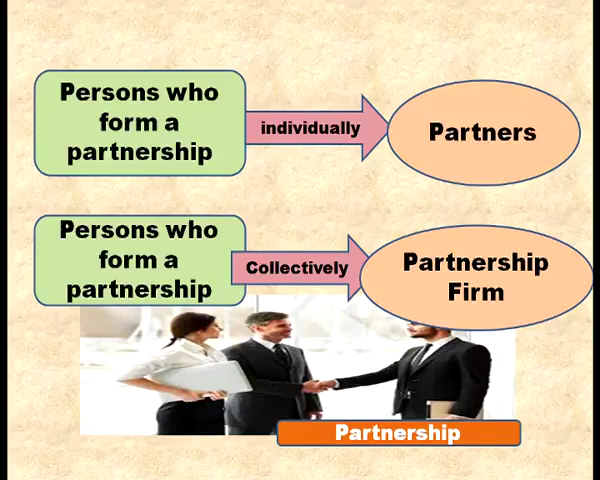 Persons who
form a
partnership
individually
Partners
Persons who
form a
partnership
Collectively
Partnership
Firm
Partnership